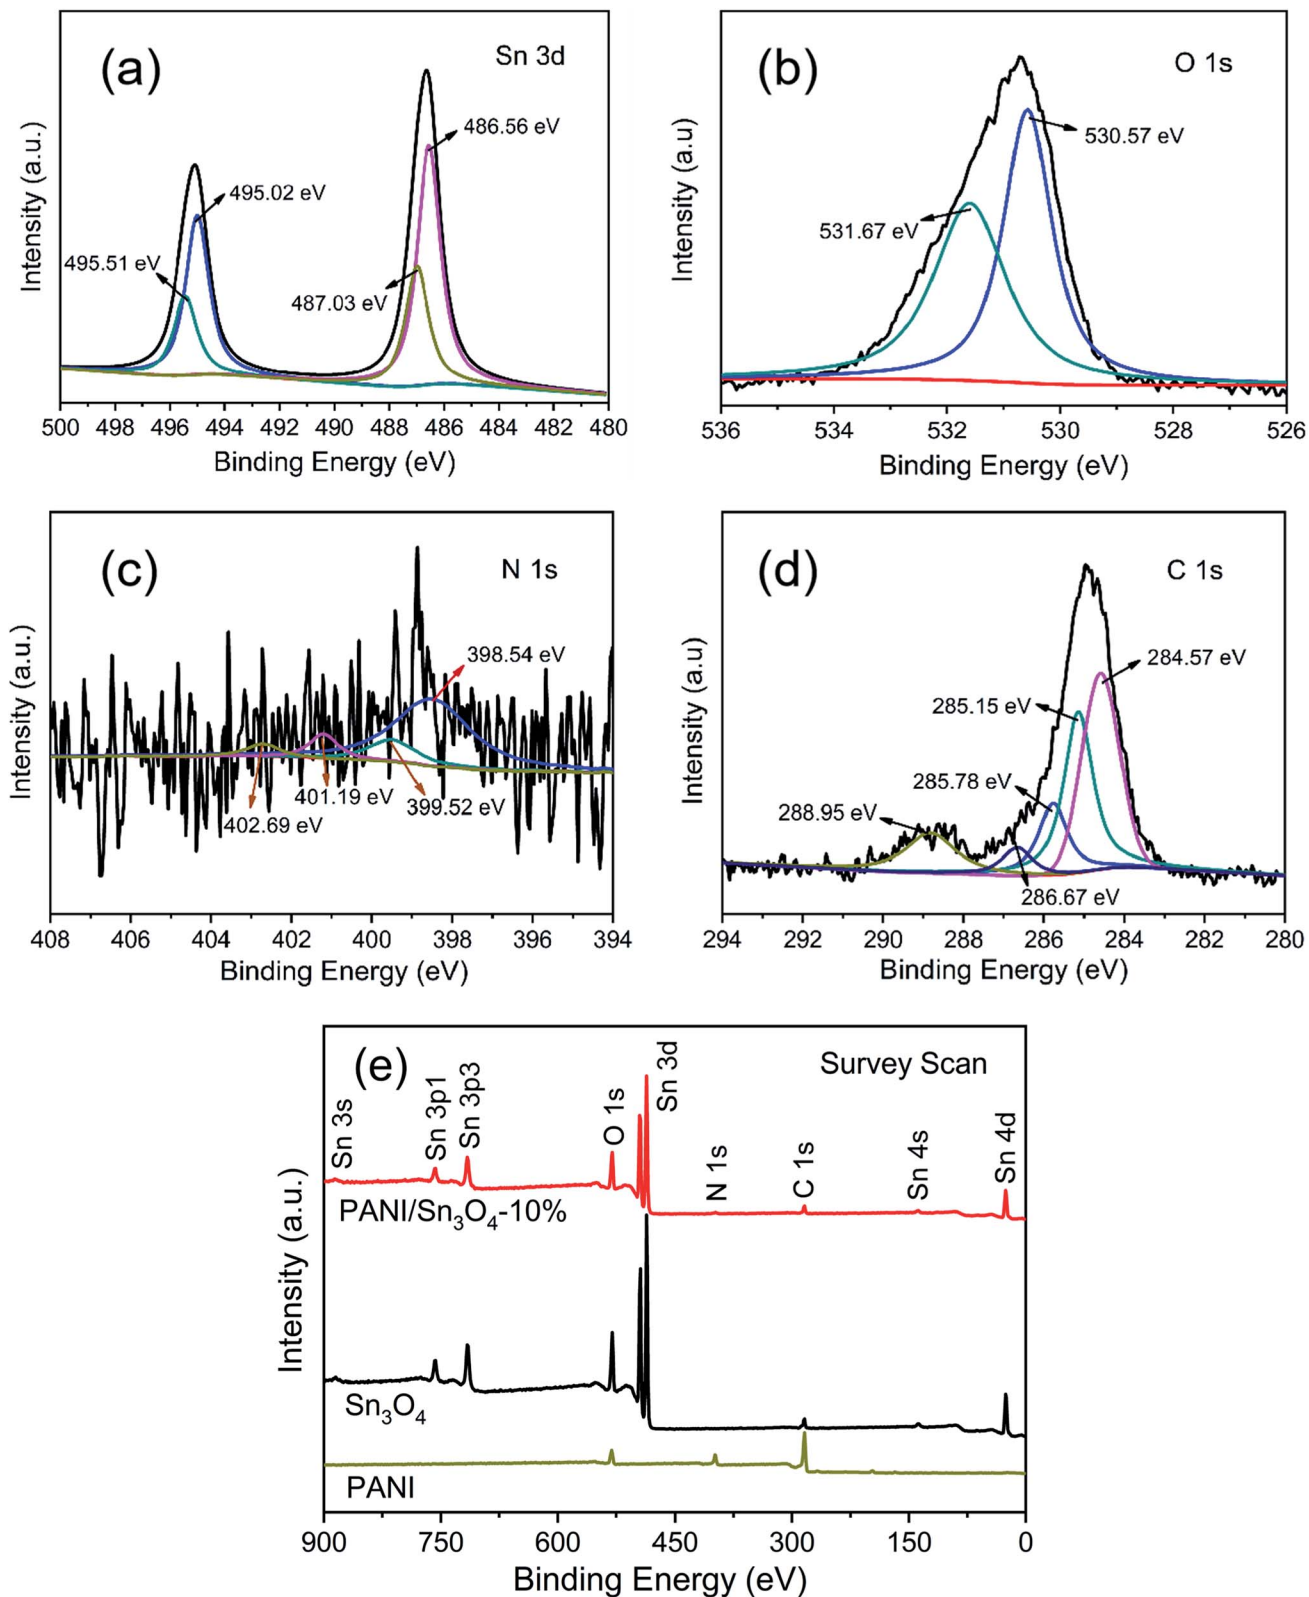 (a)
Sn 3d
486.56 eV
495.02 eV
495.51 eV
487.03 eV
Intensity (a.u.)
500 498 496 494 492 490 488 486 484 482 480
Binding Energy (eV)
(b)
O 1s
530.57 eV
531.67 eV
Intensity (a.u)
536 534 532 530 528 526
Binding Energy (eV)
(c)
N 1s
398.54 eV
401.19 eV
399.52 eV
402.69 eV
Intensity (a.u.)
408 406 404 402 400 398 396 394
Binding Energy (eV)
(d)
C 1s
284.57 eV
285.15 eV
285.78 eV
288.95 eV
286.67 eV
Intensity (a.u)
294 292 290 288 286 284 282 280
Binding Energy (eV)
(e)
Survey Scan
Sn 3s
Sn 3p1
Sn 3p3
O 1s
Sn 3d
N 1s
C 1s
Sn 4s
Sn 4d
PANI/Sn₃O₄-10%
Sn₃O₄
PANI
Intensity (a.u.)
900 750 600 450 300 150 0
Binding Energy (eV)